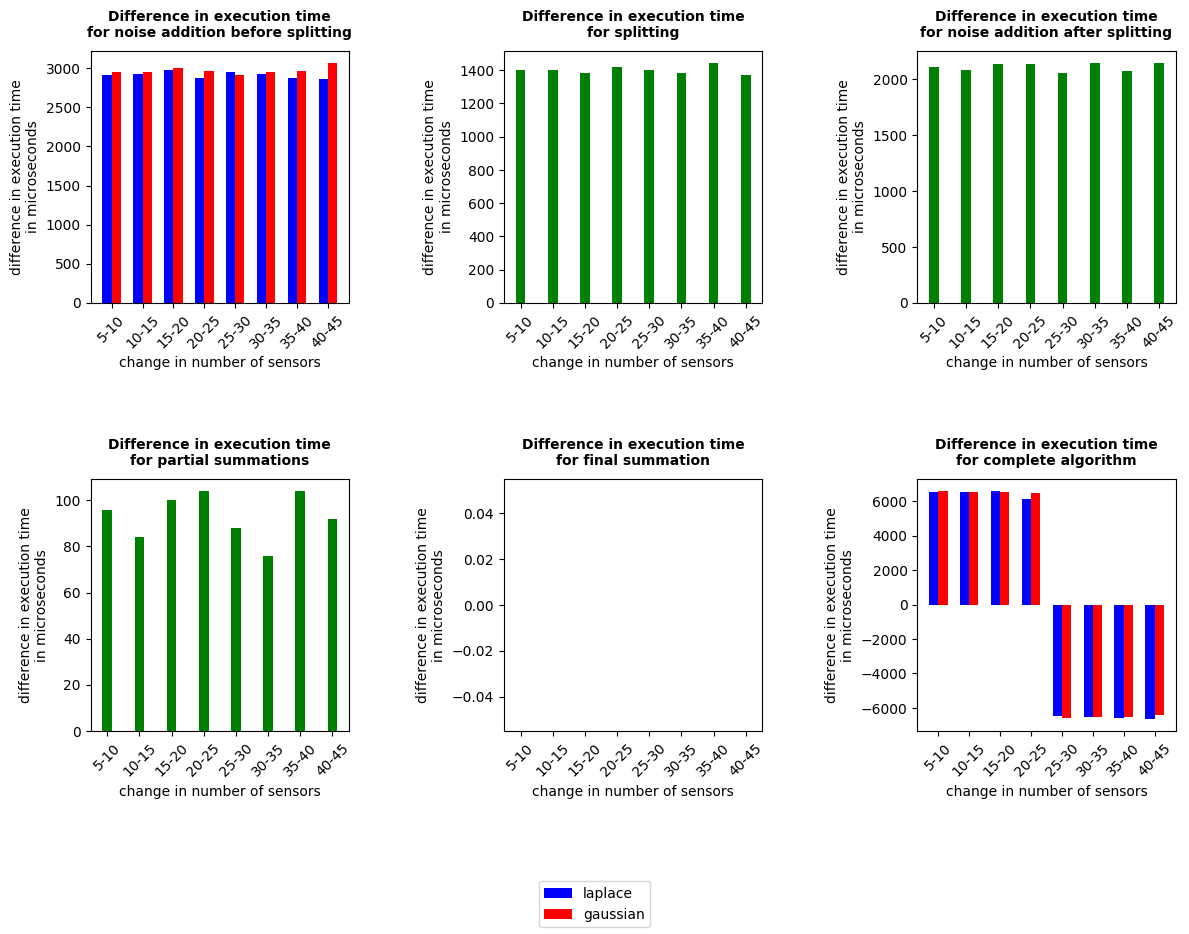 Difference in execution time
for noise addition before splitting
difference in execution time
in microseconds
3000
2500
2000
1500
1000
500
0
5-10
10-15
15-20
20-25
25-30
30-35
35-40
40-45
change in number of sensors
Difference in execution time
for splitting
difference in execution time
in microseconds
1400
1200
1000
800
600
400
200
0
5-10
10-15
15-20
20-25
25-30
30-35
35-40
40-45
change in number of sensors
Difference in execution time
for noise addition after splitting
difference in execution time
in microseconds
2000
1500
1000
500
0
5-10
10-15
15-20
20-25
25-30
30-35
35-40
40-45
change in number of sensors
Difference in execution time
for partial summations
difference in execution time
in microseconds
100
80
60
40
20
0
5-10
10-15
15-20
20-25
25-30
30-35
35-40
40-45
change in number of sensors
Difference in execution time
for final summation
difference in execution time
in microseconds
0.04
0.02
0.00
−0.02
−0.04
5-10
10-15
15-20
20-25
25-30
30-35
35-40
40-45
change in number of sensors
Difference in execution time
for complete algorithm
difference in execution time
in microseconds
6000
4000
2000
0
−2000
−4000
−6000
5-10
10-15
15-20
20-25
25-30
30-35
35-40
40-45
change in number of sensors
laplace
gaussian